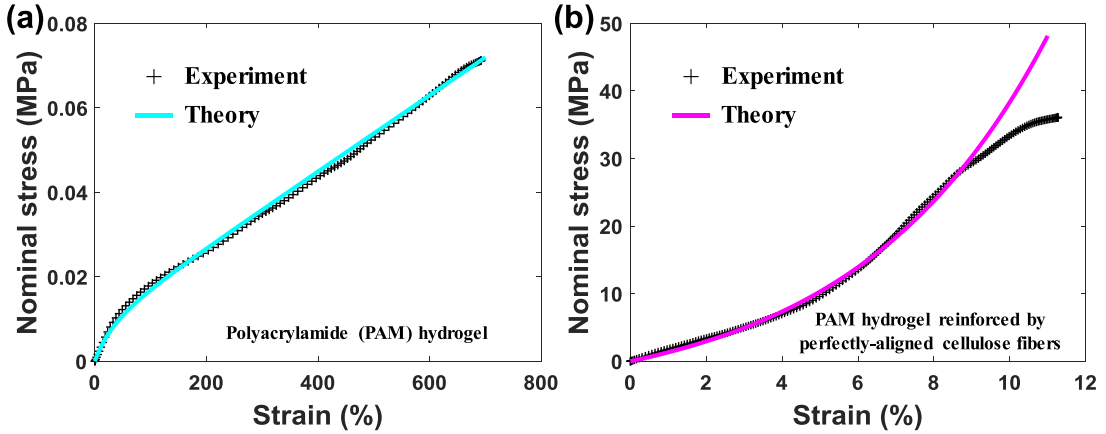 (a)
0.08
0.06
0.04
0.02
0
Nominal stress (MPa)
Experiment
Theory
Polyacrylamide (PAM) hydrogel
0 200 400 600 800
Strain (%)
(b)
50
40
30
20
10
0
Nominal stress (MPa)
Experiment
Theory
PAM hydrogel reinforced by
perfectly-aligned cellulose fibers
0 2 4 6 8 10 12
Strain (%)